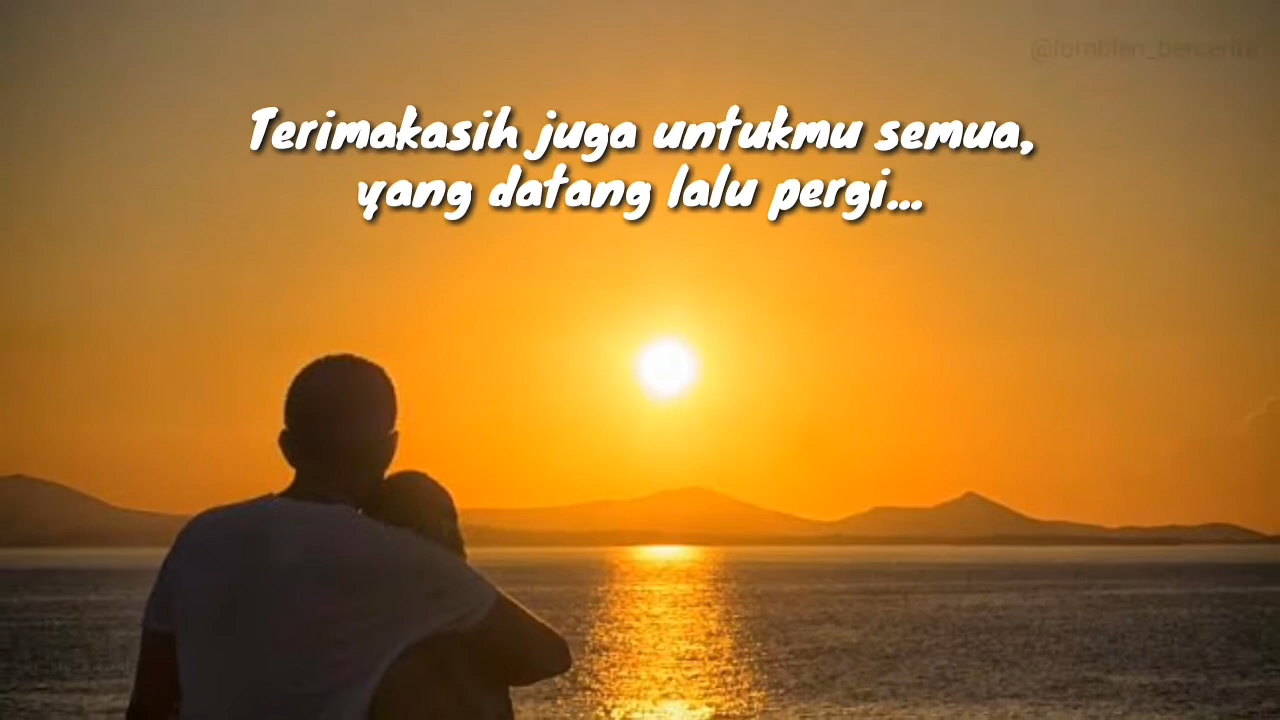 Terimakasih juga untukmu semua,
yang datang lalu pergi...